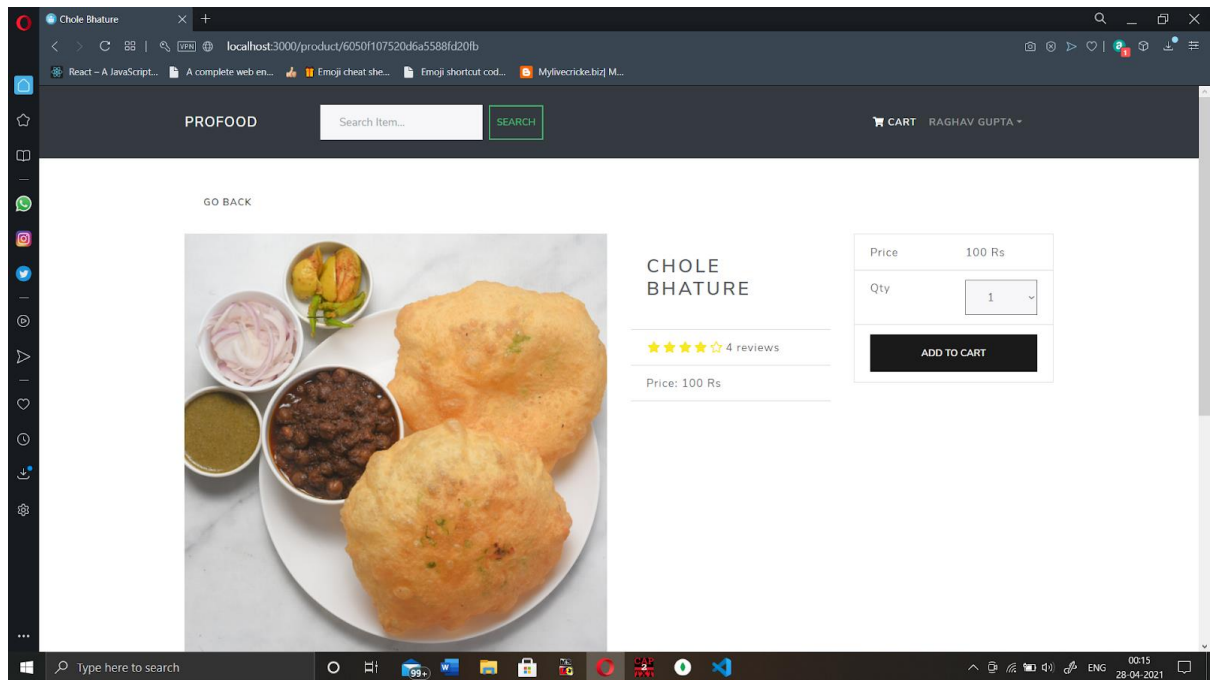 Chole Bhature
VPN localhost:3000/product/6050f107520d6a5588fd20fb
React – A JavaScript... A complete web en... Emoji cheat she... Emoji shortcut cod... Mylivecricke.biz| M...
PROFOOD Search Item... SEARCH CART RAGHAV GUPTA
GO BACK
CHOLE
BHATURE
4 reviews
Price: 100 Rs
Price 100 Rs
Qty 1
ADD TO CART
Type here to search 99+ ENG 00:15
28-04-2021